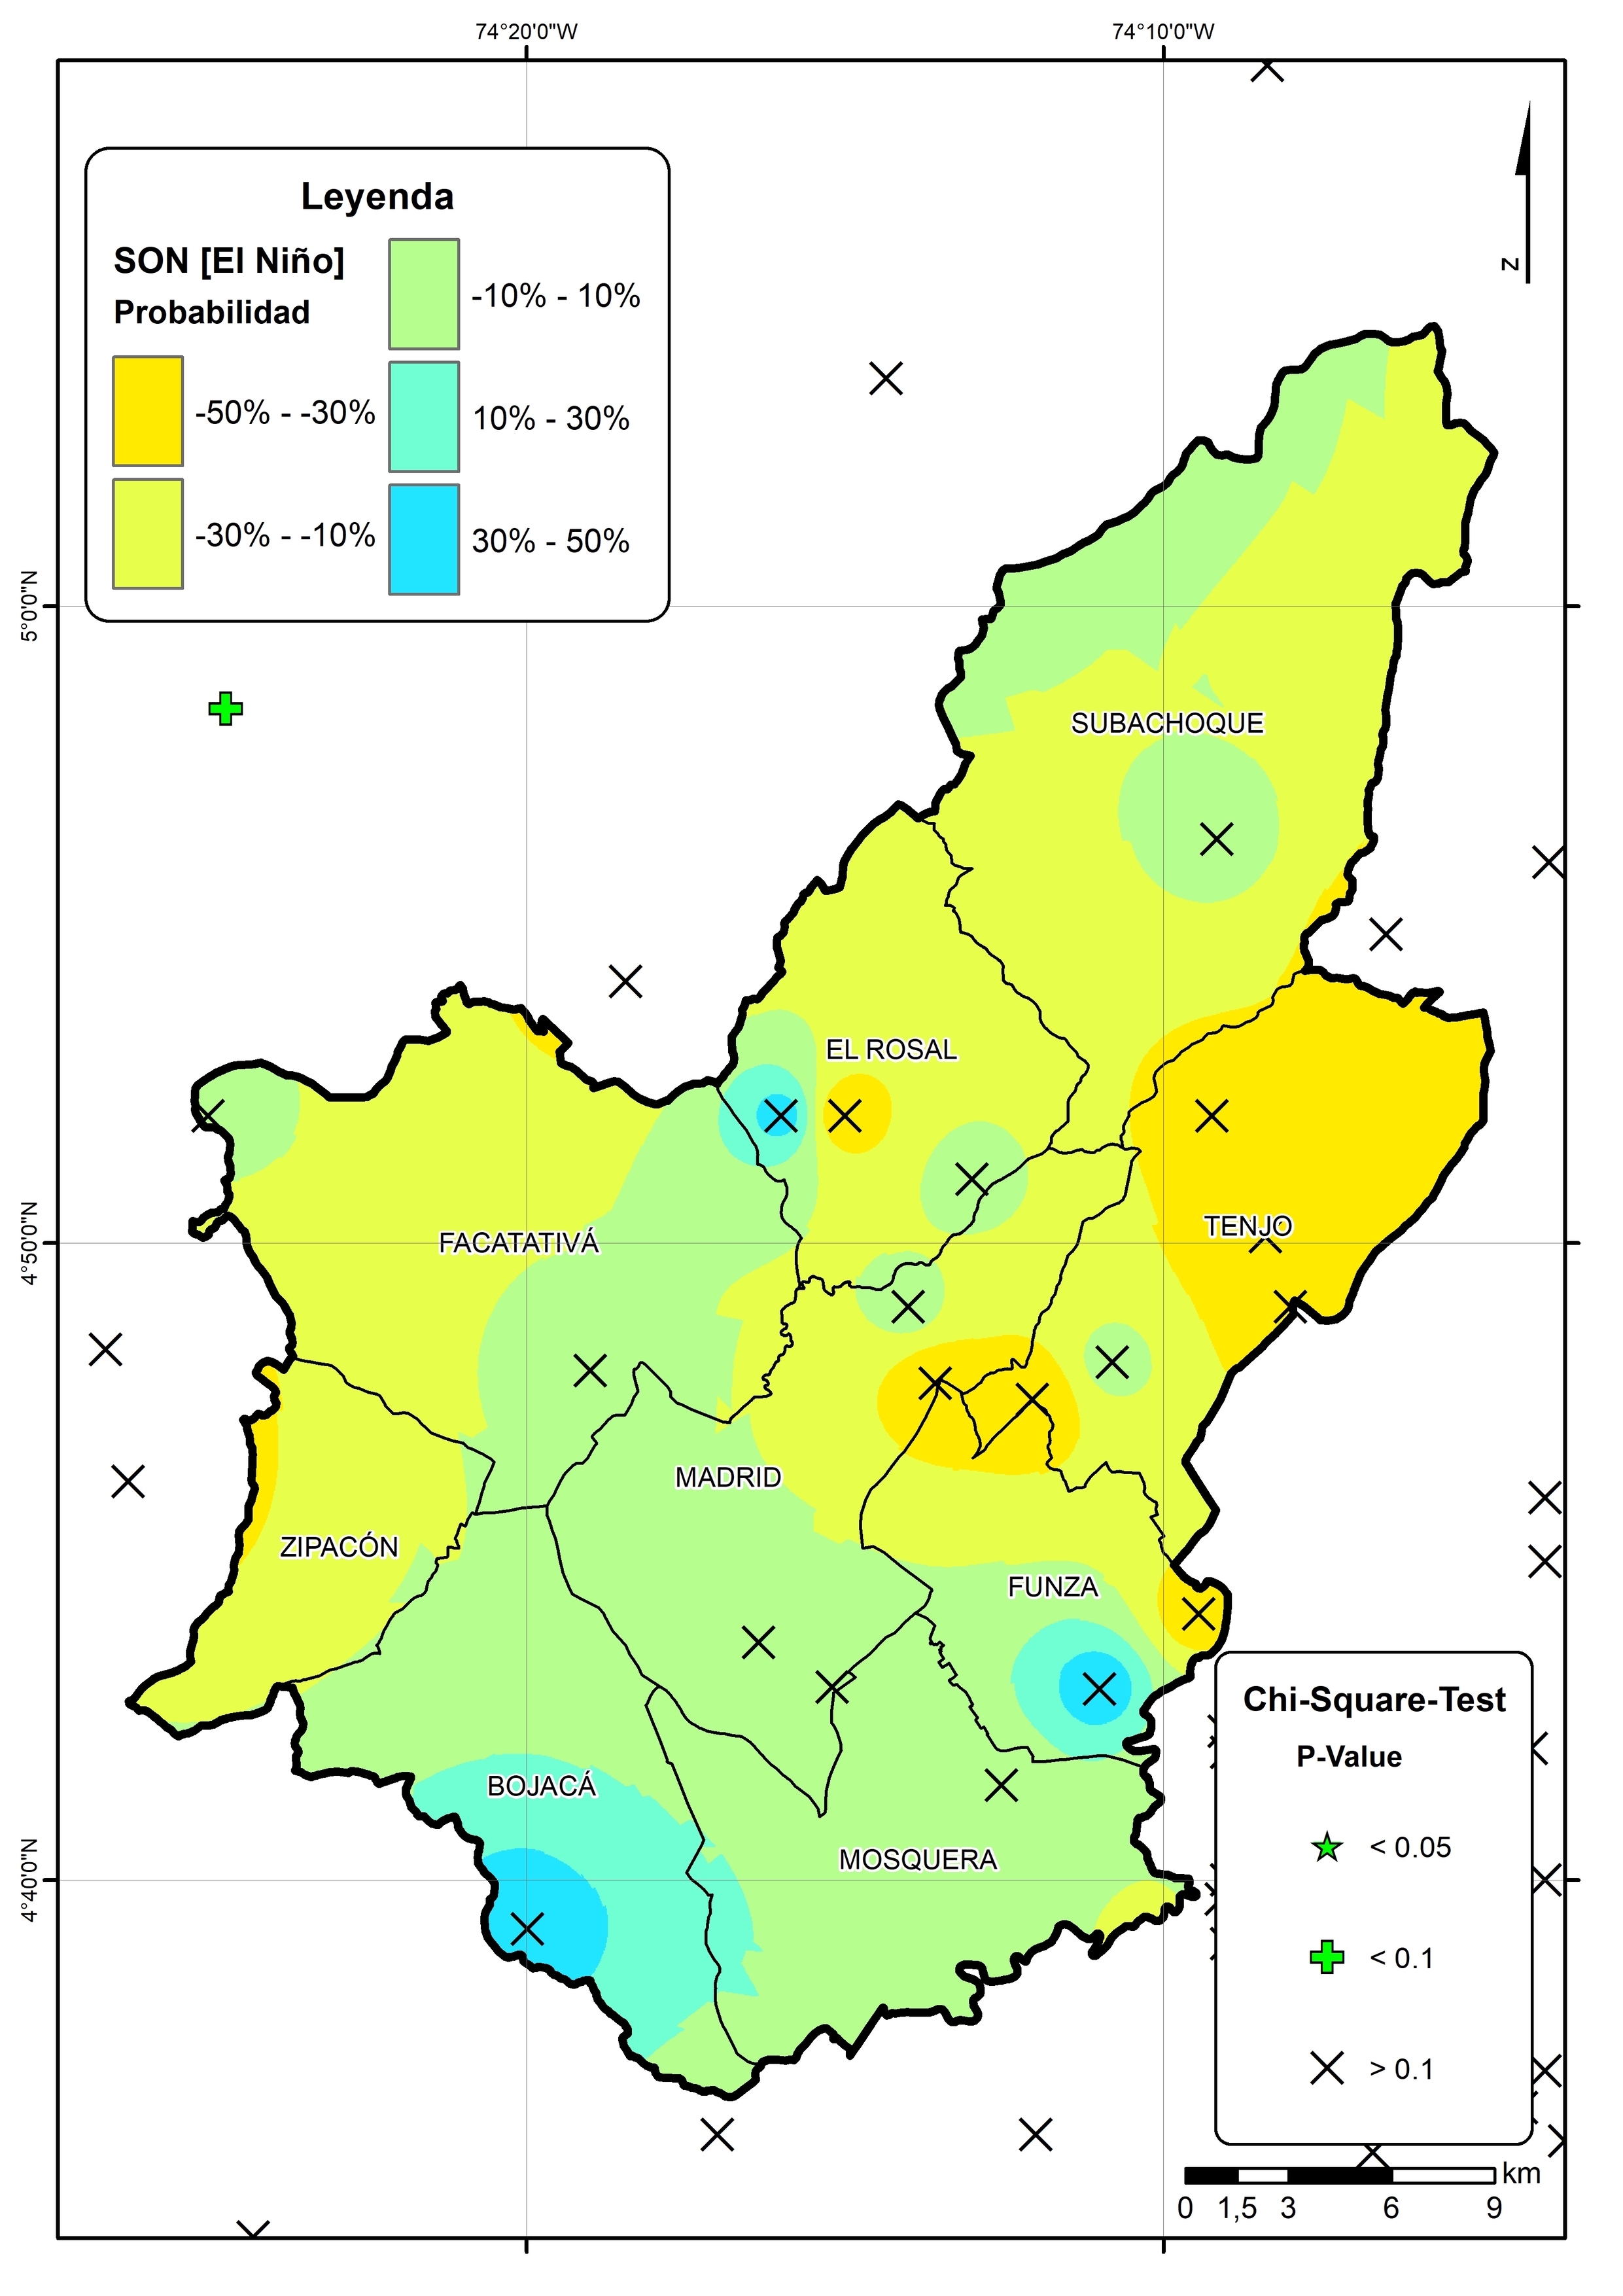 74°20'0"W
74°10'0"W
Leyenda
SON [El Niño]
Probabilidad
-50% - -30%
-30% - -10%
-10% - 10%
10% - 30%
30% - 50%
N
5°0'0"N
SUBACHOQUE
EL ROSAL
TENJO
FACATATIVÁ
4°50'0"N
MADRID
ZIPACÓN
FUNZA
BOJACÁ
MOSQUERA
4°40'0"N
Chi-Square-Test
P-Value
< 0.05
< 0.1
> 0.1
km
0 1,5 3 6 9